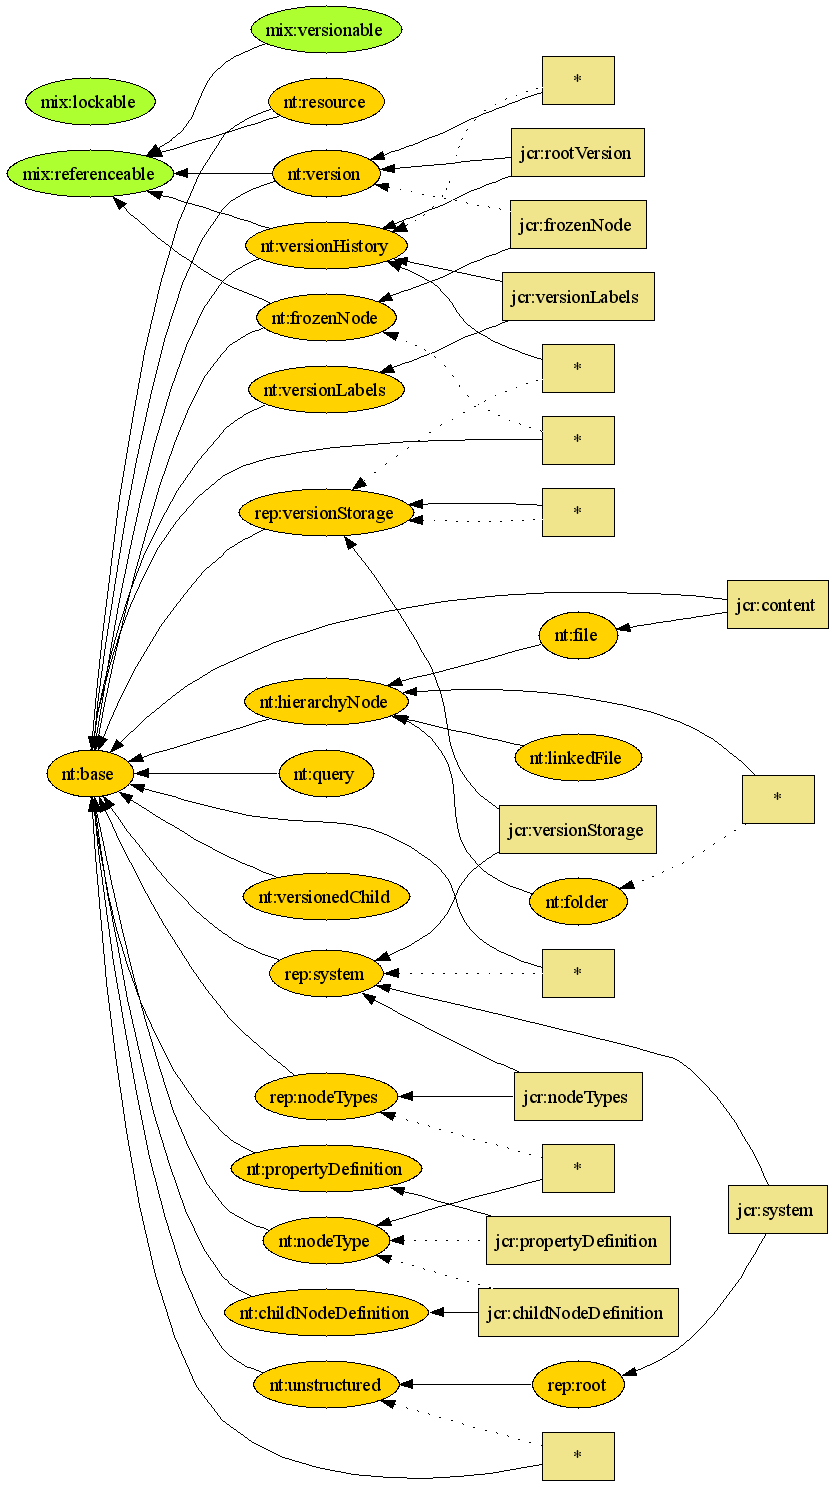 mix:versionable
*
mix:lockable
nt:resource
jcr:rootVersion
mix:referenceable
nt:version
jcr:frozenNode
nt:versionHistory
jcr:versionLabels
nt:frozenNode
*
nt:versionLabels
*
rep:versionStorage
*
jcr:content
nt:file
nt:hierarchyNode
nt:linkedFile
nt:base
nt:query
*
jcr:versionStorage
nt:versionedChild
nt:folder
rep:system
*
rep:nodeTypes
jcr:nodeTypes
nt:propertyDefinition
*
jcr:system
nt:nodeType
jcr:propertyDefinition
nt:childNodeDefinition
jcr:childNodeDefinition
nt:unstructured
rep:root
*